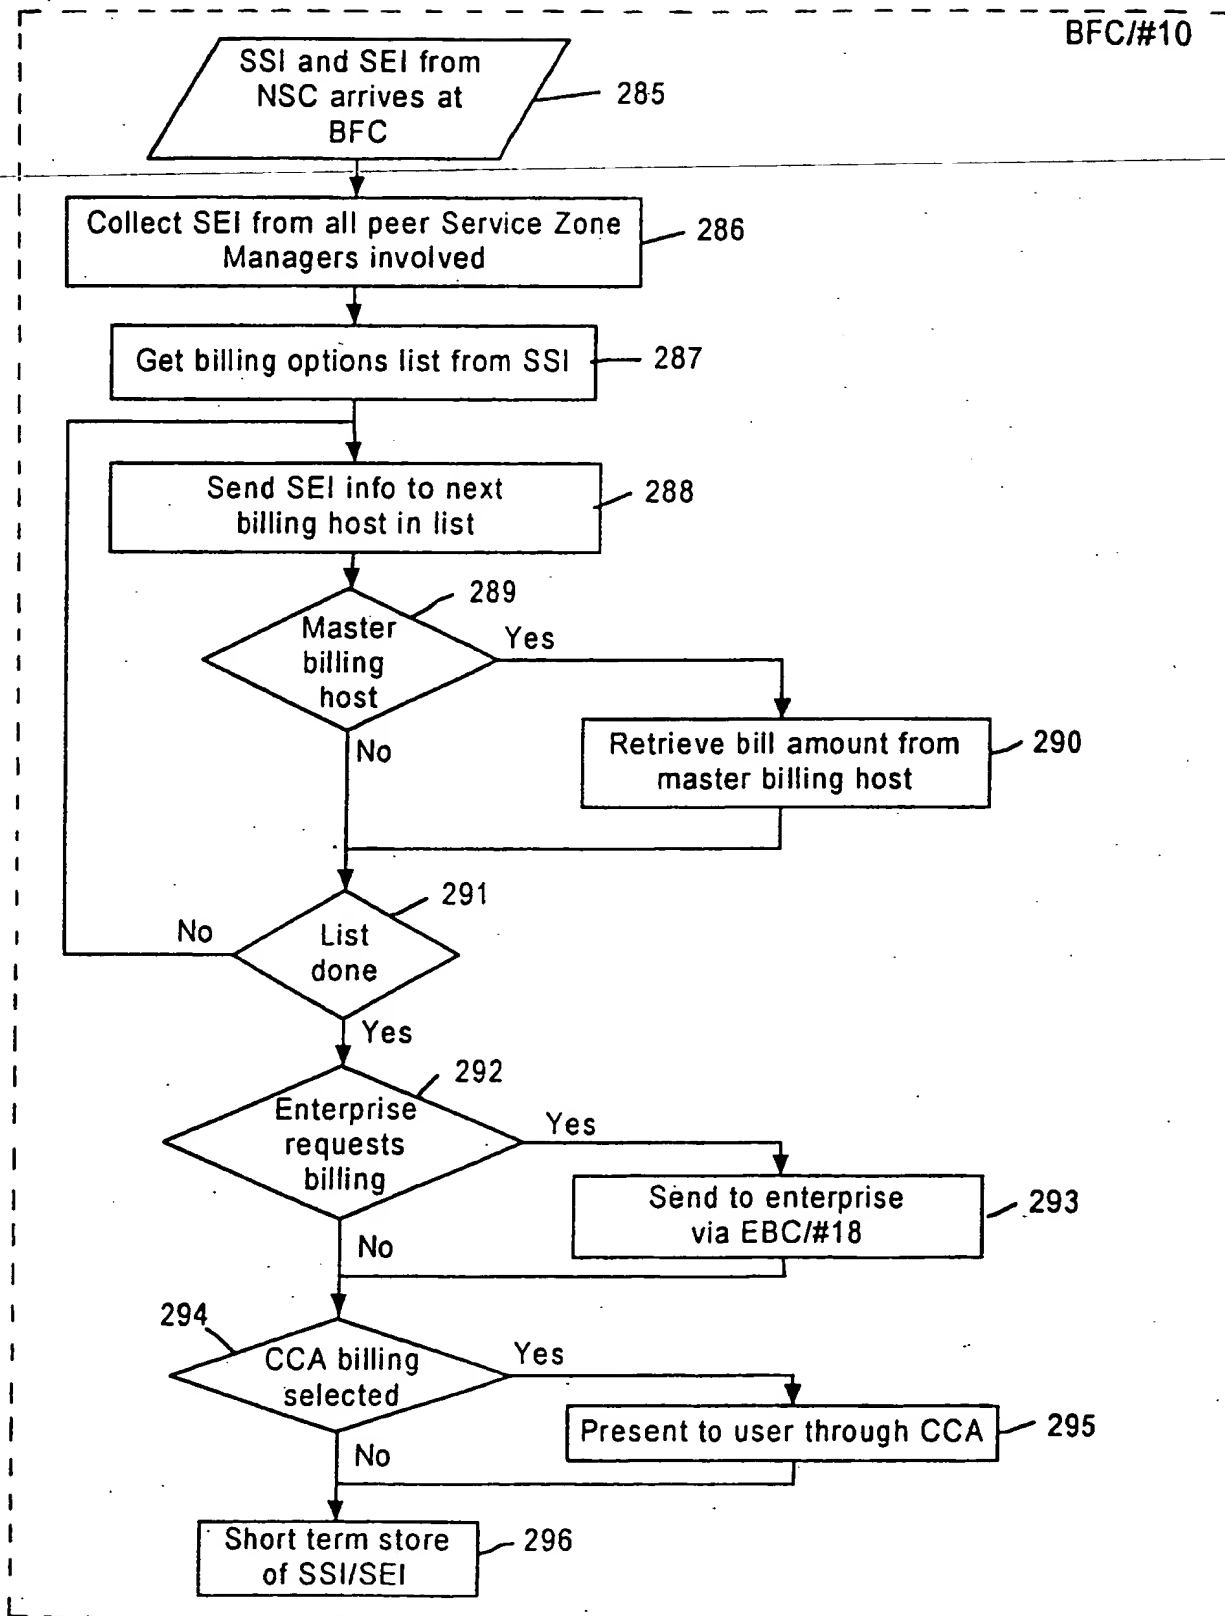 BFC/#10
SSI and SEI from
NSC arrives at
BFC
285
Collect SEI from all peer Service Zone
Managers involved
286
Get billing options list from SSI
287
Send SEI info to next
billing host in list
288
289
Master
billing
host
Yes
No
Retrieve bill amount from
master billing host
290
291
List
done
No
Yes
292
Enterprise
requests
billing
Yes
No
Send to enterprise
via EBC/#18
293
294
CCA billing
selected
Yes
No
Present to user through CCA
295
Short term store
of SSI/SEI
296